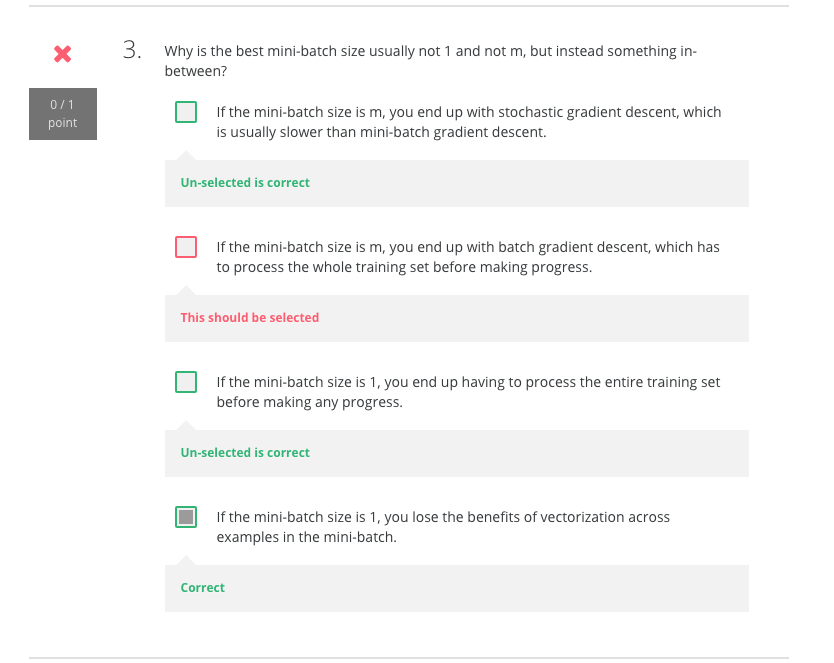 3.
Why is the best mini-batch size usually not 1 and not m, but instead something in-
between?
0 / 1
point
If the mini-batch size is m, you end up with stochastic gradient descent, which
is usually slower than mini-batch gradient descent.
Un-selected is correct
If the mini-batch size is m, you end up with batch gradient descent, which has
to process the whole training set before making progress.
This should be selected
If the mini-batch size is 1, you end up having to process the entire training set
before making any progress.
Un-selected is correct
If the mini-batch size is 1, you lose the benefits of vectorization across
examples in the mini-batch.
Correct